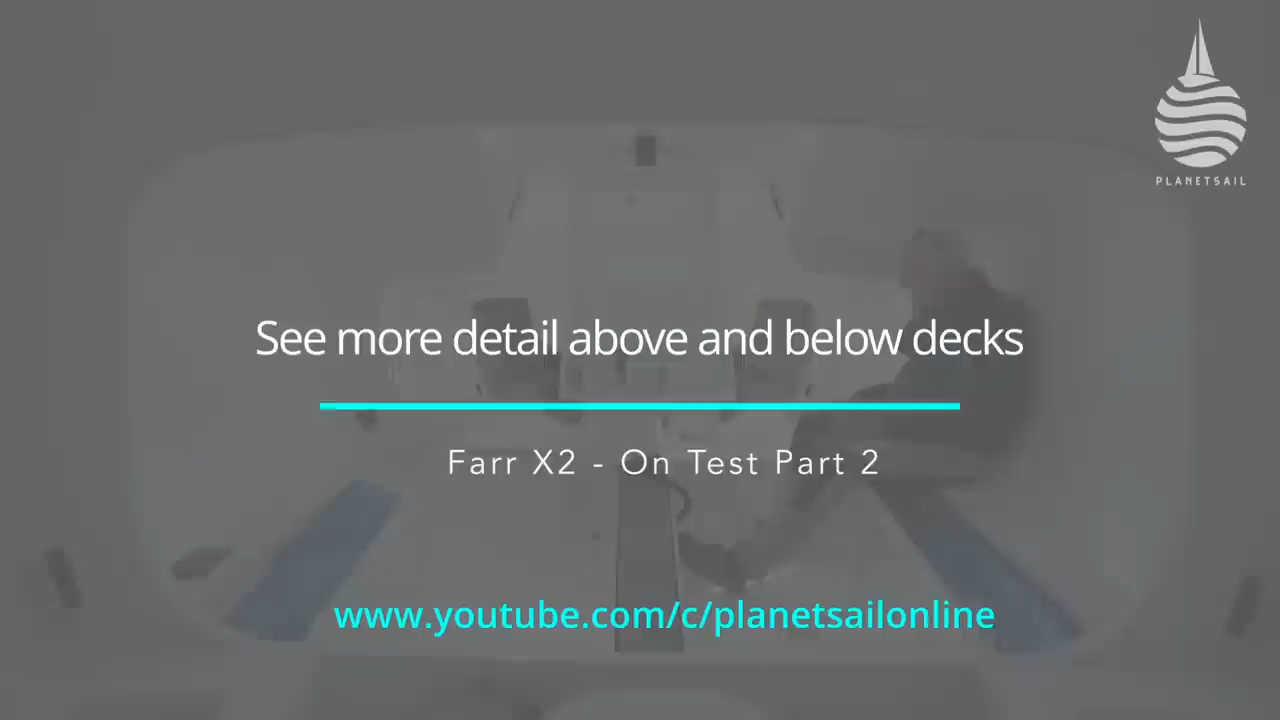 PLANETSAIL
See more detail above and below decks
Farr X2 - On Test Part 2
www.youtube.com/c/planetsailonline